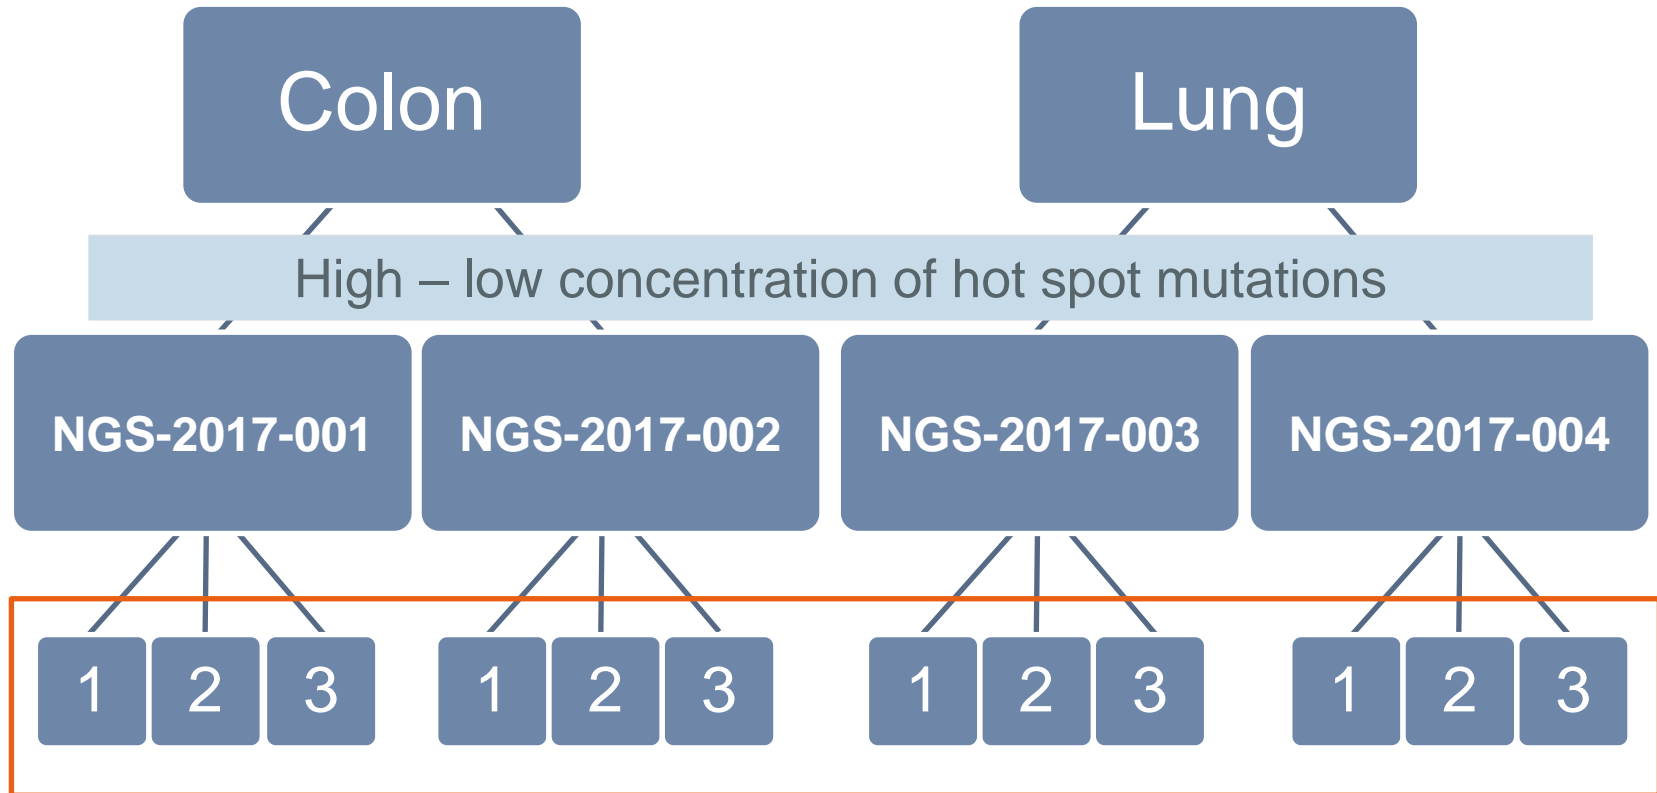 Colon
Lung
High – low concentration of hot spot mutations
NGS-2017-001
NGS-2017-002
NGS-2017-003
NGS-2017-004
1 2 3
1 2 3
1 2 3
1 2 3